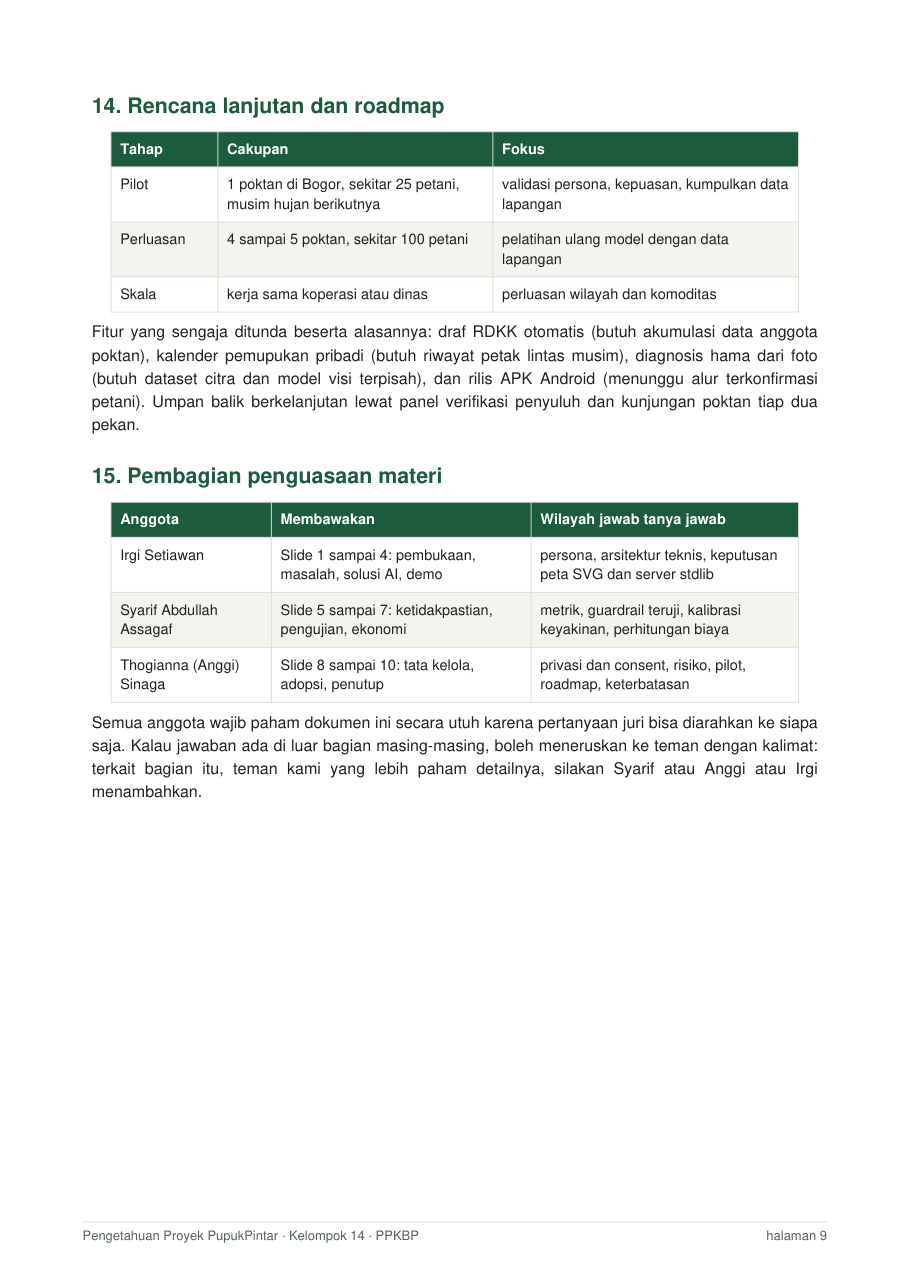 14. Rencana lanjutan dan roadmap
Tahap Cakupan Fokus
Pilot 1 poktan di Bogor, sekitar 25 petani, validasi persona, kepuasan, kumpulkan data
musim hujan berikutnya lapangan
Perluasan 4 sampai 5 poktan, sekitar 100 petani pelatihan ulang model dengan data
lapangan
Skala kerja sama koperasi atau dinas perluasan wilayah dan komoditas
Fitur yang sengaja ditunda beserta alasannya: draf RDKK otomatis (butuh akumulasi data anggota
poktan), kalender pemupukan pribadi (butuh riwayat petak lintas musim), diagnosis hama dari foto
(butuh dataset citra dan model visi terpisah), dan rilis APK Android (menunggu alur terkonfirmasi
petani). Umpan balik berkelanjutan lewat panel verifikasi penyuluh dan kunjungan poktan tiap dua
pekan.
15. Pembagian penguasaan materi
Anggota Membawakan Wilayah jawab tanya jawab
Irgi Setiawan Slide 1 sampai 4: pembukaan, persona, arsitektur teknis, keputusan
masalah, solusi AI, demo peta SVG dan server stdlib
Syarif Abdullah Slide 5 sampai 7: ketidakpastian, metrik, guardrail teruji, kalibrasi
Assagaf pengujian, ekonomi keyakinan, perhitungan biaya
Thogianna (Anggi) Slide 8 sampai 10: tata kelola, privasi dan consent, risiko, pilot,
Sinaga adopsi, penutup roadmap, keterbatasan
Semua anggota wajib paham dokumen ini secara utuh karena pertanyaan juri bisa diarahkan ke siapa
saja. Kalau jawaban ada di luar bagian masing-masing, boleh meneruskan ke teman dengan kalimat:
terkait bagian itu, teman kami yang lebih paham detailnya, silakan Syarif atau Anggi atau Irgi
menambahkan.
Pengetahuan Proyek PupukPintar · Kelompok 14 · PPKBP halaman 9